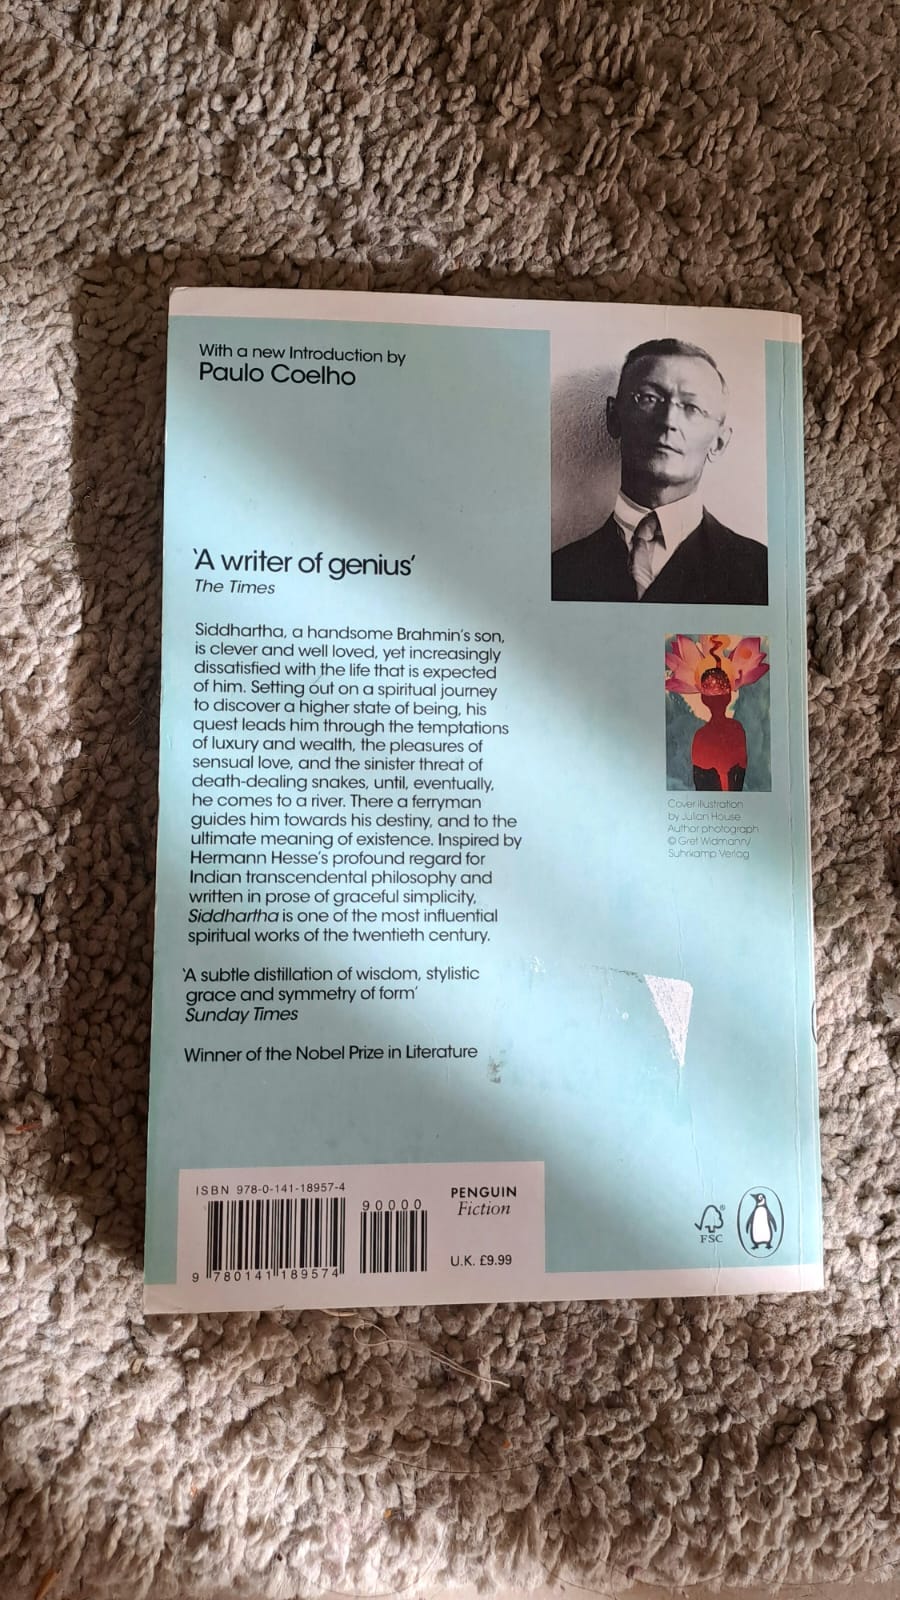 With a new Introduction by
Paulo Coelho
‘A writer of genius’
The Times
Siddhartha, a handsome Brahmin’s son,
is clever and well loved, yet increasingly
dissatisfied with the life that is expected
of him. Setting out on a spiritual journey
to discover a higher state of being, his
quest leads him through the temptations
of luxury and wealth, the pleasures of
sensual love, and the sinister threat of
death-dealing snakes, until, eventually,
he comes to a river. There a ferryman
guides him towards his destiny, and to the
ultimate meaning of existence. Inspired by
Hermann Hesse’s profound regard for
Indian transcendental philosophy and
written in prose of graceful simplicity,
Siddhartha is one of the most influential
spiritual works of the twentieth century.
‘A subtle distillation of wisdom, stylistic
grace and symmetry of form’
Sunday Times
Winner of the Nobel Prize in Literature
Cover illustration
by Julian House
Author photograph
© Gret Widmann/
Suhrkamp Verlag
ISBN 978-0-141-18957-4
90000
9 780141 189574
PENGUIN
Fiction
U.K. £9.99
FSC